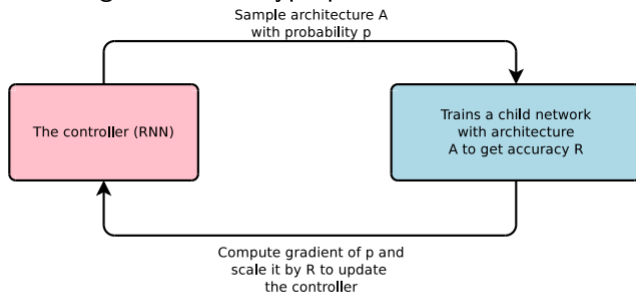 Sample architecture A
with probability p
The controller (RNN)
Trains a child network
with architecture
A to get accuracy R
Compute gradient of p and
scale it by R to update
the controller